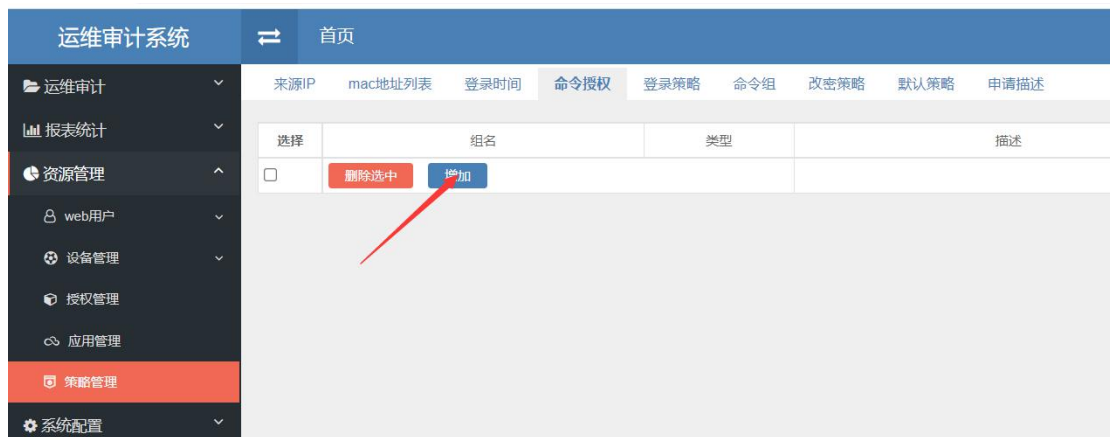 运维审计系统
首页
运维审计
报表统计
资源管理
web用户
设备管理
授权管理
应用管理
策略管理
系统配置
来源IP mac地址列表 登录时间 命令授权 登录策略 命令组 改密策略 默认策略 申请描述
选择 组名 类型 描述
删除选中 增加